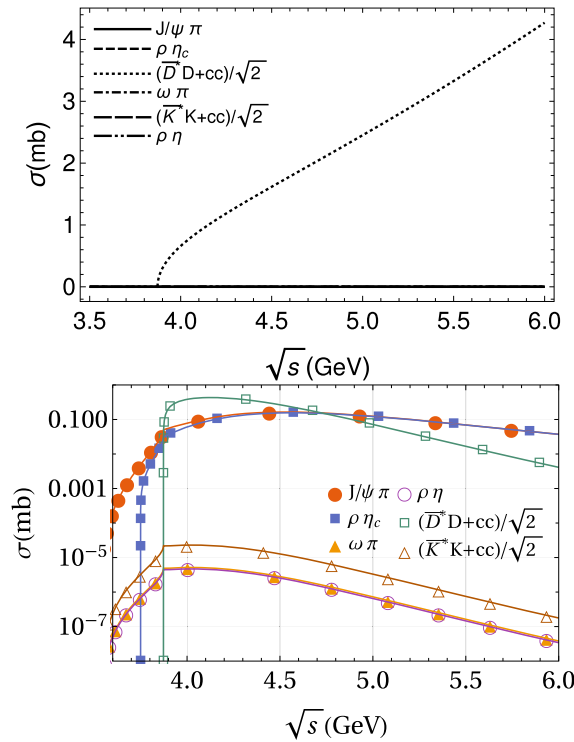 4
3
2
1
0
σ(mb)
J/ψ π
ρ η_c
(D̅*D+cc)/√2
ω π
(K̅*K+cc)/√2
ρ η
3.5 4.0 4.5 5.0 5.5 6.0
√s (GeV)
0.100
0.001
10^-5
10^-7
σ(mb)
J/ψ π ρ η
ρ η_c (D̅*D+cc)/√2
ω π (K̅*K+cc)/√2
4.0 4.5 5.0 5.5 6.0
√s (GeV)